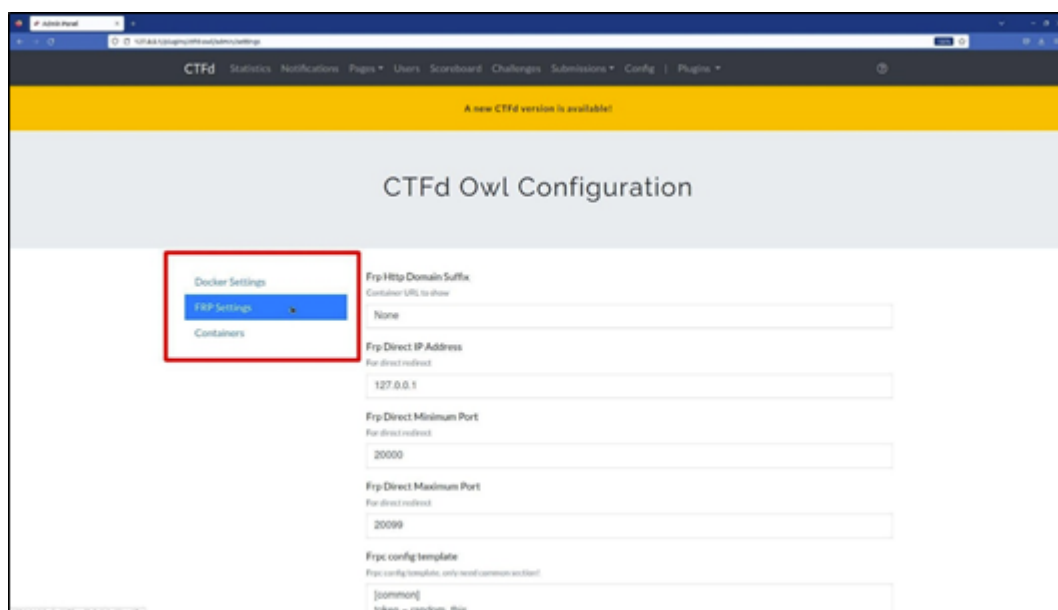 Admin Panel
CTFd Statistics Notifications Pages Users Scoreboard Challenges Submissions Config | Plugins
A new CTFd version is available!
CTFd Owl Configuration
Docker Settings
FRP Settings
Containers
Frp Http Domain Suffix
Container URL to show
None
Frp Direct IP Address
For direct redirect
127.0.0.1
Frp Direct Minimum Port
For direct redirect
20000
Frp Direct Maximum Port
For direct redirect
20099
Frpc config template
Frpc config template, only need common section!
[common]
token = random_this